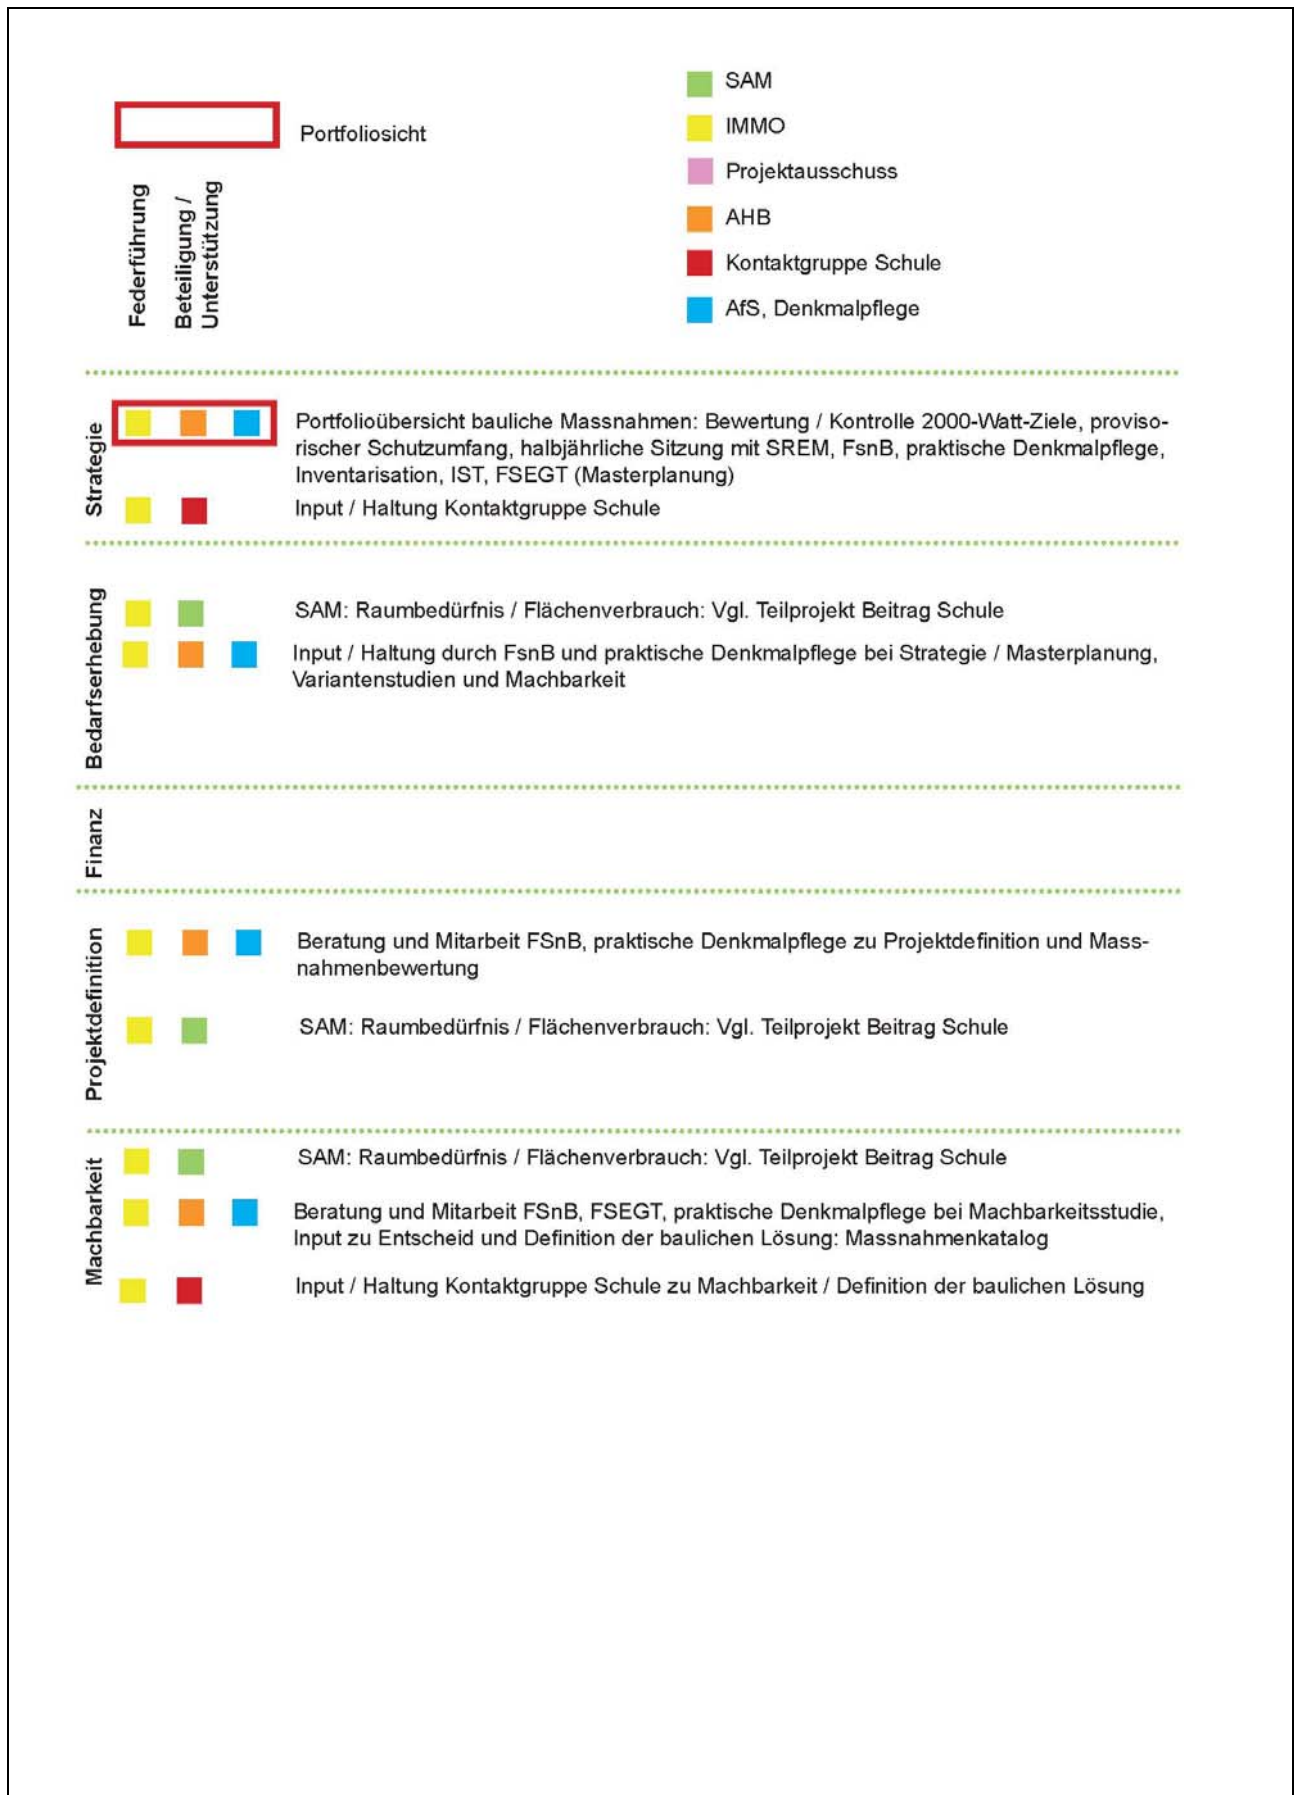 Portfoliosicht
Federführung
Beteiligung /
Unterstützung
SAM
IMMO
Projektausschuss
AHB
Kontaktgruppe Schule
AfS, Denkmalpflege
Strategie
Portfolioübersicht bauliche Massnahmen: Bewertung / Kontrolle 2000-Watt-Ziele, proviso-
rischer Schutzumfang, halbjährliche Sitzung mit SREM, FsnB, praktische Denkmalpflege,
Inventarisation, IST, FSEGT (Masterplanung)
Input / Haltung Kontaktgruppe Schule
Bedarfserhebung
SAM: Raumbedürfnis / Flächenverbrauch: Vgl. Teilprojekt Beitrag Schule
Input / Haltung durch FsnB und praktische Denkmalpflege bei Strategie / Masterplanung,
Variantenstudien und Machbarkeit
Finanz
Projektdefinition
Beratung und Mitarbeit FSnB, praktische Denkmalpflege zu Projektdefinition und Mass-
nahmenbewertung
SAM: Raumbedürfnis / Flächenverbrauch: Vgl. Teilprojekt Beitrag Schule
Machbarkeit
SAM: Raumbedürfnis / Flächenverbrauch: Vgl. Teilprojekt Beitrag Schule
Beratung und Mitarbeit FSnB, FSEGT, praktische Denkmalpflege bei Machbarkeitsstudie,
Input zu Entscheid und Definition der baulichen Lösung: Massnahmenkatalog
Input / Haltung Kontaktgruppe Schule zu Machbarkeit / Definition der baulichen Lösung